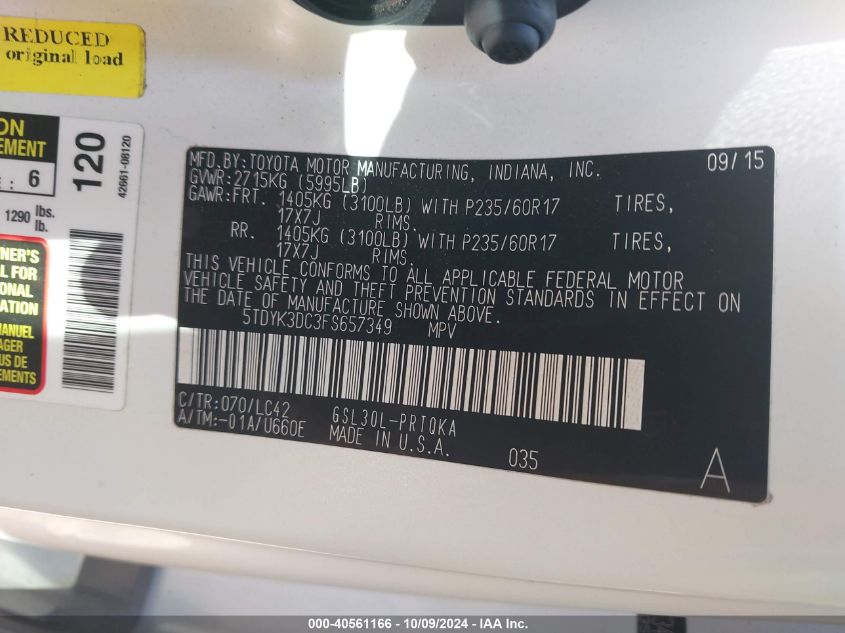 REDUCED
original load
ON
EMENT
: 6
120
42661-08120
1290 lbs.
lb.
NER'S
L FOR
ONAL
ATION
MANUEL
AGER
US DE
EMENTS
MFD.BY:TOYOTA MOTOR MANUFACTURING, INDIANA, INC. 09/15
GVWR:2715KG (5995LB)
GAWR:FRT. 1405KG (3100LB) WITH P235/60R17 TIRES,
17X7J RIMS.
RR. 1405KG (3100LB) WITH P235/60R17 TIRES,
17X7J RIMS.
THIS VEHICLE CONFORMS TO ALL APPLICABLE FEDERAL MOTOR
VEHICLE SAFETY AND THEFT PREVENTION STANDARDS IN EFFECT ON
THE DATE OF MANUFACTURE SHOWN ABOVE.
5TDYK3DC3FS657349 MPV
C/TR:070/LC42 GSL30L-PRTQKA
A/TM:-01A/U660E MADE IN U.S.A.
035
A
000-40561166 - 10/09/2024 - IAA Inc.